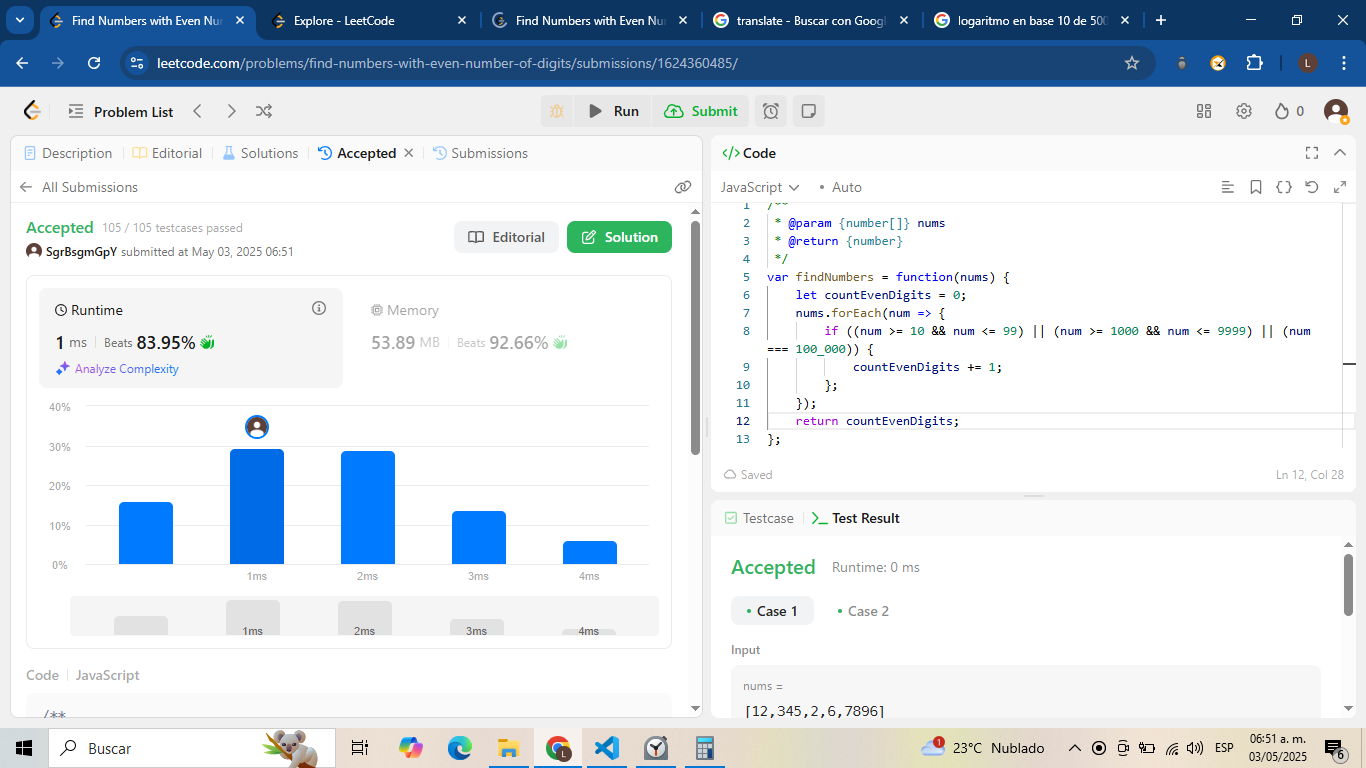 Find Numbers with Even Nu
Explore - LeetCode
Find Numbers with Even Nu
translate - Buscar con Googl
logaritmo en base 10 de 500
leetcode.com/problems/find-numbers-with-even-number-of-digits/submissions/1624360485/
L
Problem List
Run
Submit
0
Description
Editorial
Solutions
Accepted
Submissions
All Submissions
Accepted 105 / 105 testcases passed
SgrBsgmGpY submitted at May 03, 2025 06:51
Editorial
Solution
Runtime
1 ms
Beats 83.95%
Analyze Complexity
Memory
53.89 MB
Beats 92.66%
40%
30%
20%
10%
0%
1ms
2ms
3ms
4ms
1ms
2ms
3ms
4ms
Code
JavaScript
/**
Code
JavaScript
Auto
1 /**
2 * @param {number[]} nums
3 * @return {number}
4 */
5 var findNumbers = function(nums) {
6 let countEvenDigits = 0;
7 nums.forEach(num => {
8 if ((num >= 10 && num <= 99) || (num >= 1000 && num <= 9999) || (num
=== 100_000)) {
9 countEvenDigits += 1;
10 };
11 });
12 return countEvenDigits;
13 };
Saved
Ln 12, Col 28
Testcase
Test Result
Accepted
Runtime: 0 ms
Case 1
Case 2
Input
nums =
[12,345,2,6,7896]
Buscar
L
1
23°C Nublado
ESP
06:51 a. m.
03/05/2025
6